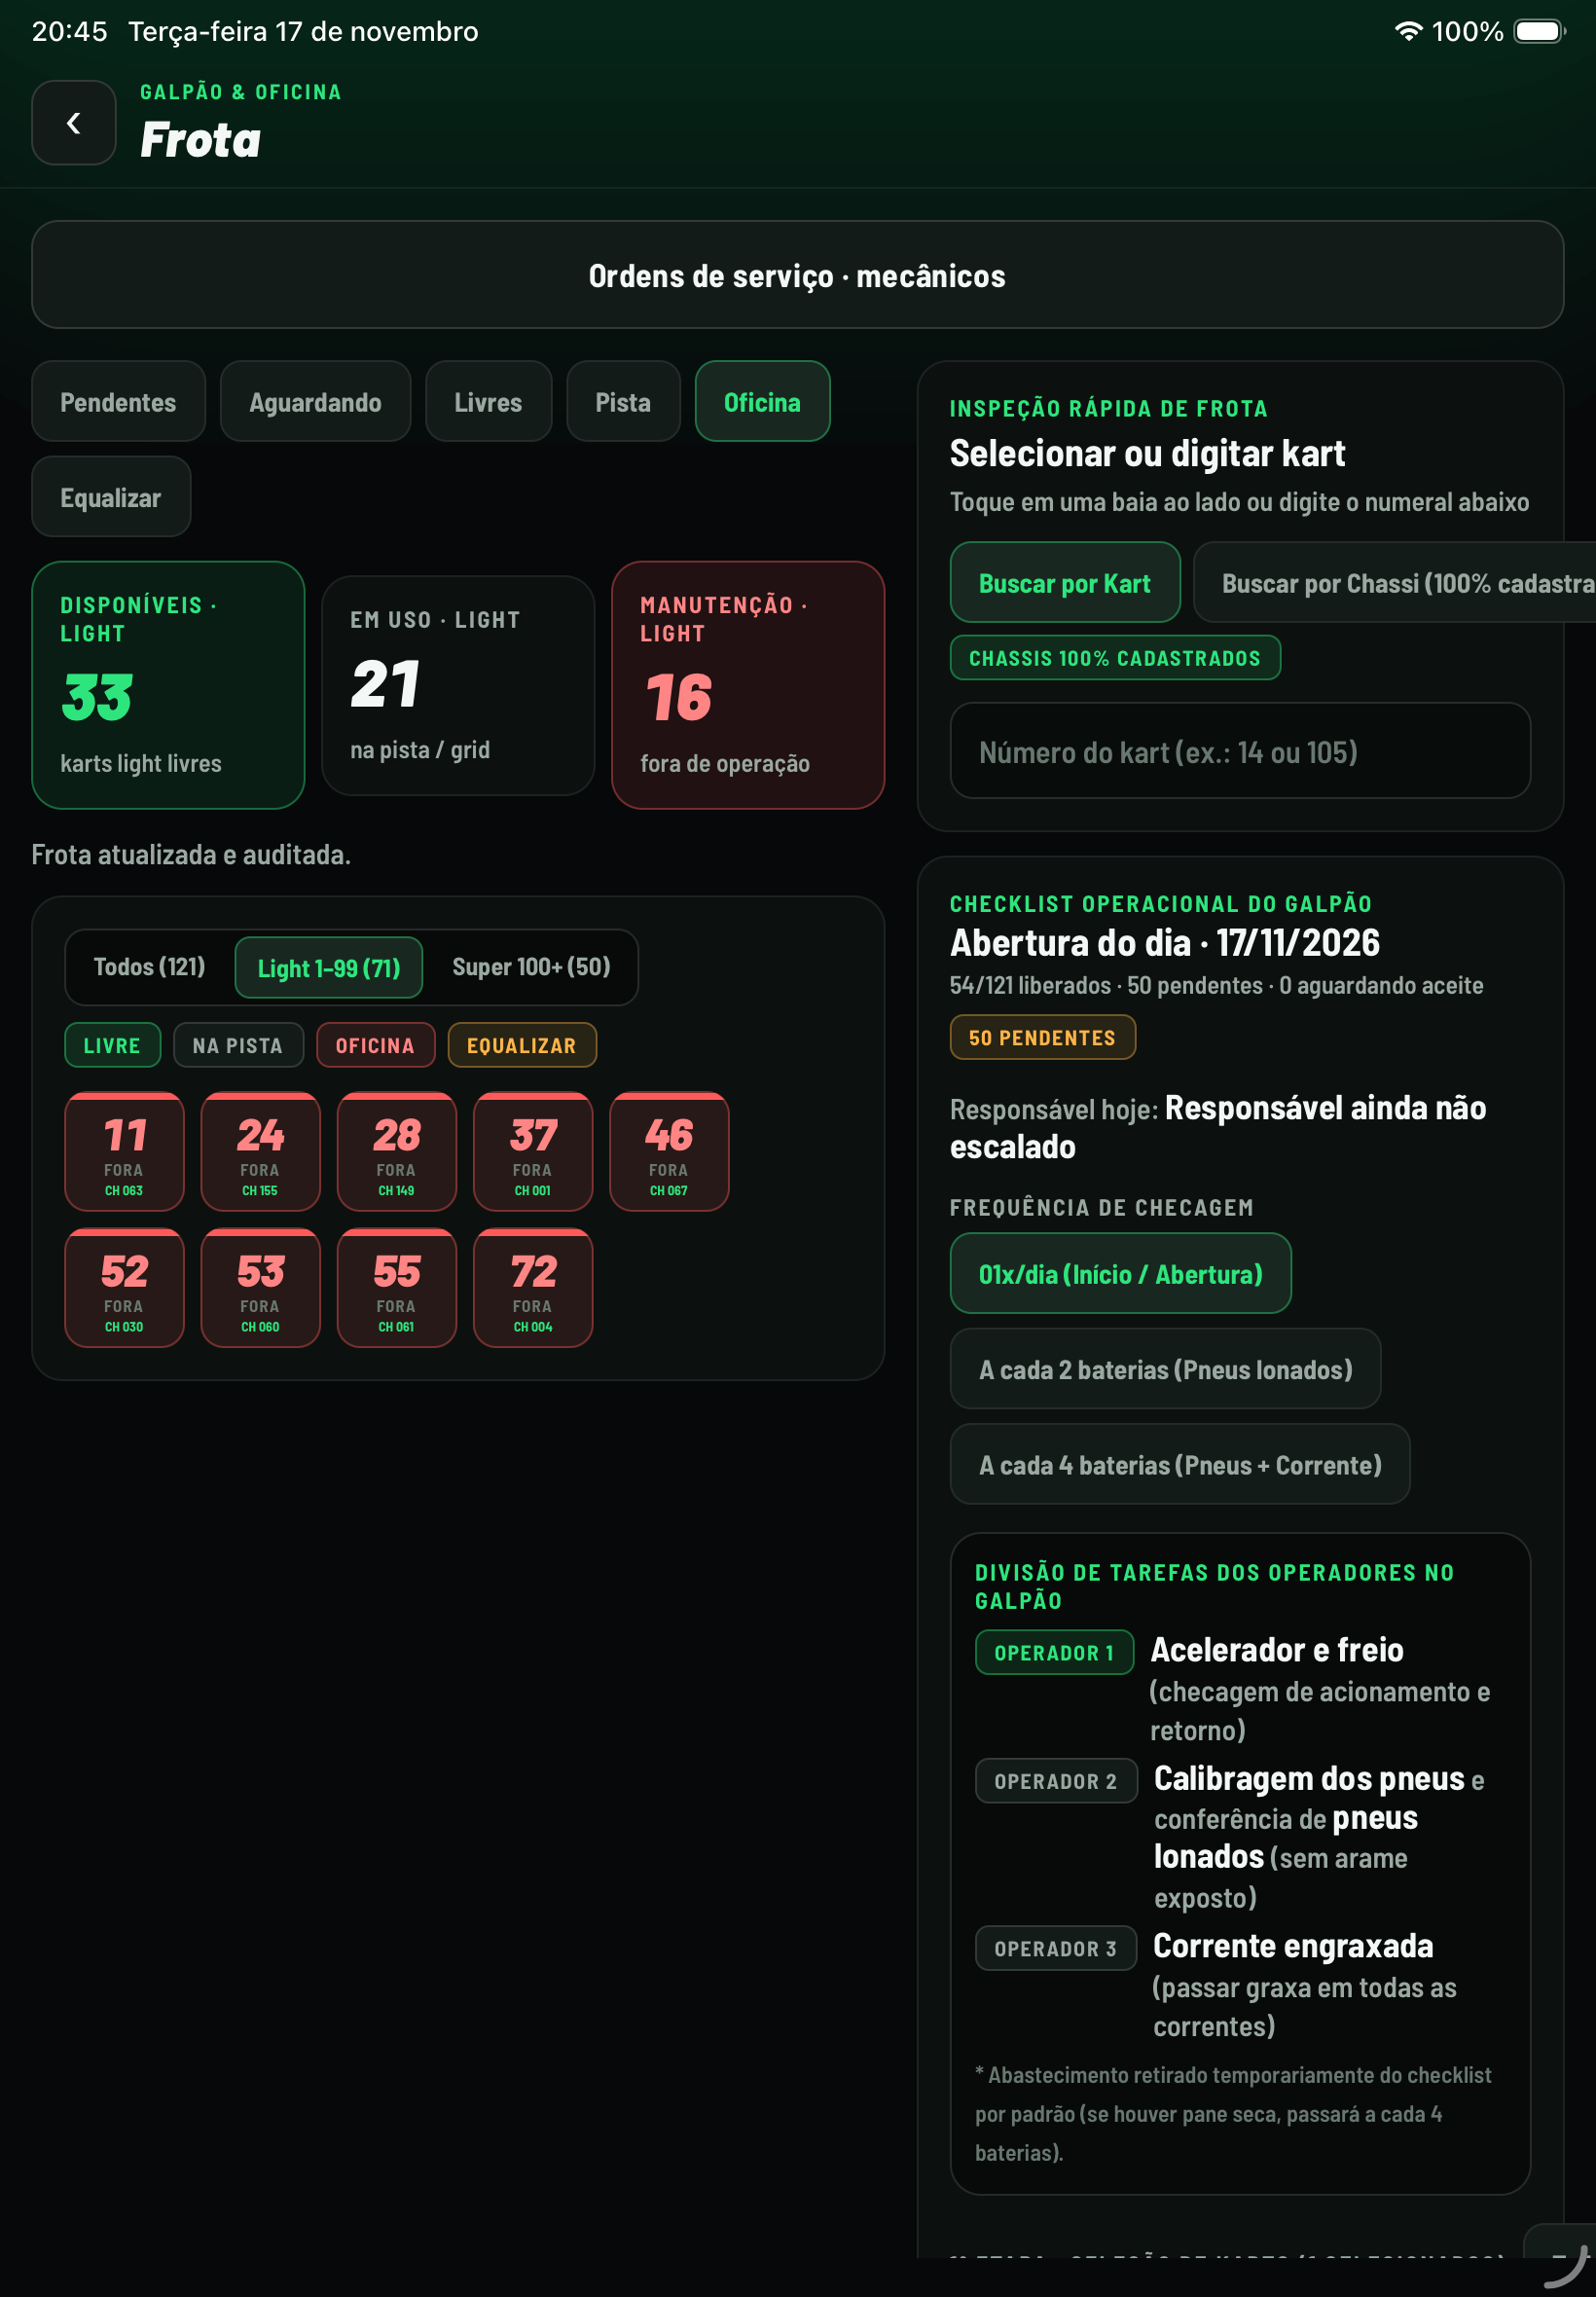 20:45 Terça-feira 17 de novembro
100%
‹
GALPÃO & OFICINA
Frota
Ordens de serviço · mecânicos
Pendentes
Aguardando
Livres
Pista
Oficina
Equalizar
DISPONÍVEIS ·
LIGHT
33
karts light livres
EM USO · LIGHT
21
na pista / grid
MANUTENÇÃO ·
LIGHT
16
fora de operação
Frota atualizada e auditada.
Todos (121)
Light 1–99 (71)
Super 100+ (50)
LIVRE
NA PISTA
OFICINA
EQUALIZAR
11
FORA
CH 063
24
FORA
CH 155
28
FORA
CH 149
37
FORA
CH 001
46
FORA
CH 067
52
FORA
CH 030
53
FORA
CH 060
55
FORA
CH 061
72
FORA
CH 004
INSPEÇÃO RÁPIDA DE FROTA
Selecionar ou digitar kart
Toque em uma baia ao lado ou digite o numeral abaixo
Buscar por Kart
Buscar por Chassi (100% cadastra
CHASSIS 100% CADASTRADOS
Número do kart (ex.: 14 ou 105)
CHECKLIST OPERACIONAL DO GALPÃO
Abertura do dia · 17/11/2026
54/121 liberados · 50 pendentes · 0 aguardando aceite
50 PENDENTES
Responsável hoje: Responsável ainda não
escalado
FREQUÊNCIA DE CHECAGEM
01x/dia (Início / Abertura)
A cada 2 baterias (Pneus lonados)
A cada 4 baterias (Pneus + Corrente)
DIVISÃO DE TAREFAS DOS OPERADORES NO
GALPÃO
OPERADOR 1
Acelerador e freio
(checagem de acionamento e
retorno)
OPERADOR 2
Calibragem dos pneus e
conferência de pneus
lonados (sem arame
exposto)
OPERADOR 3
Corrente engraxada
(passar graxa em todas as
correntes)
* Abastecimento retirado temporariamente do checklist
por padrão (se houver pane seca, passará a cada 4
baterias).
1ª ETAPA · SELEÇÃO DE KARTS (1 SELECIONADOS)